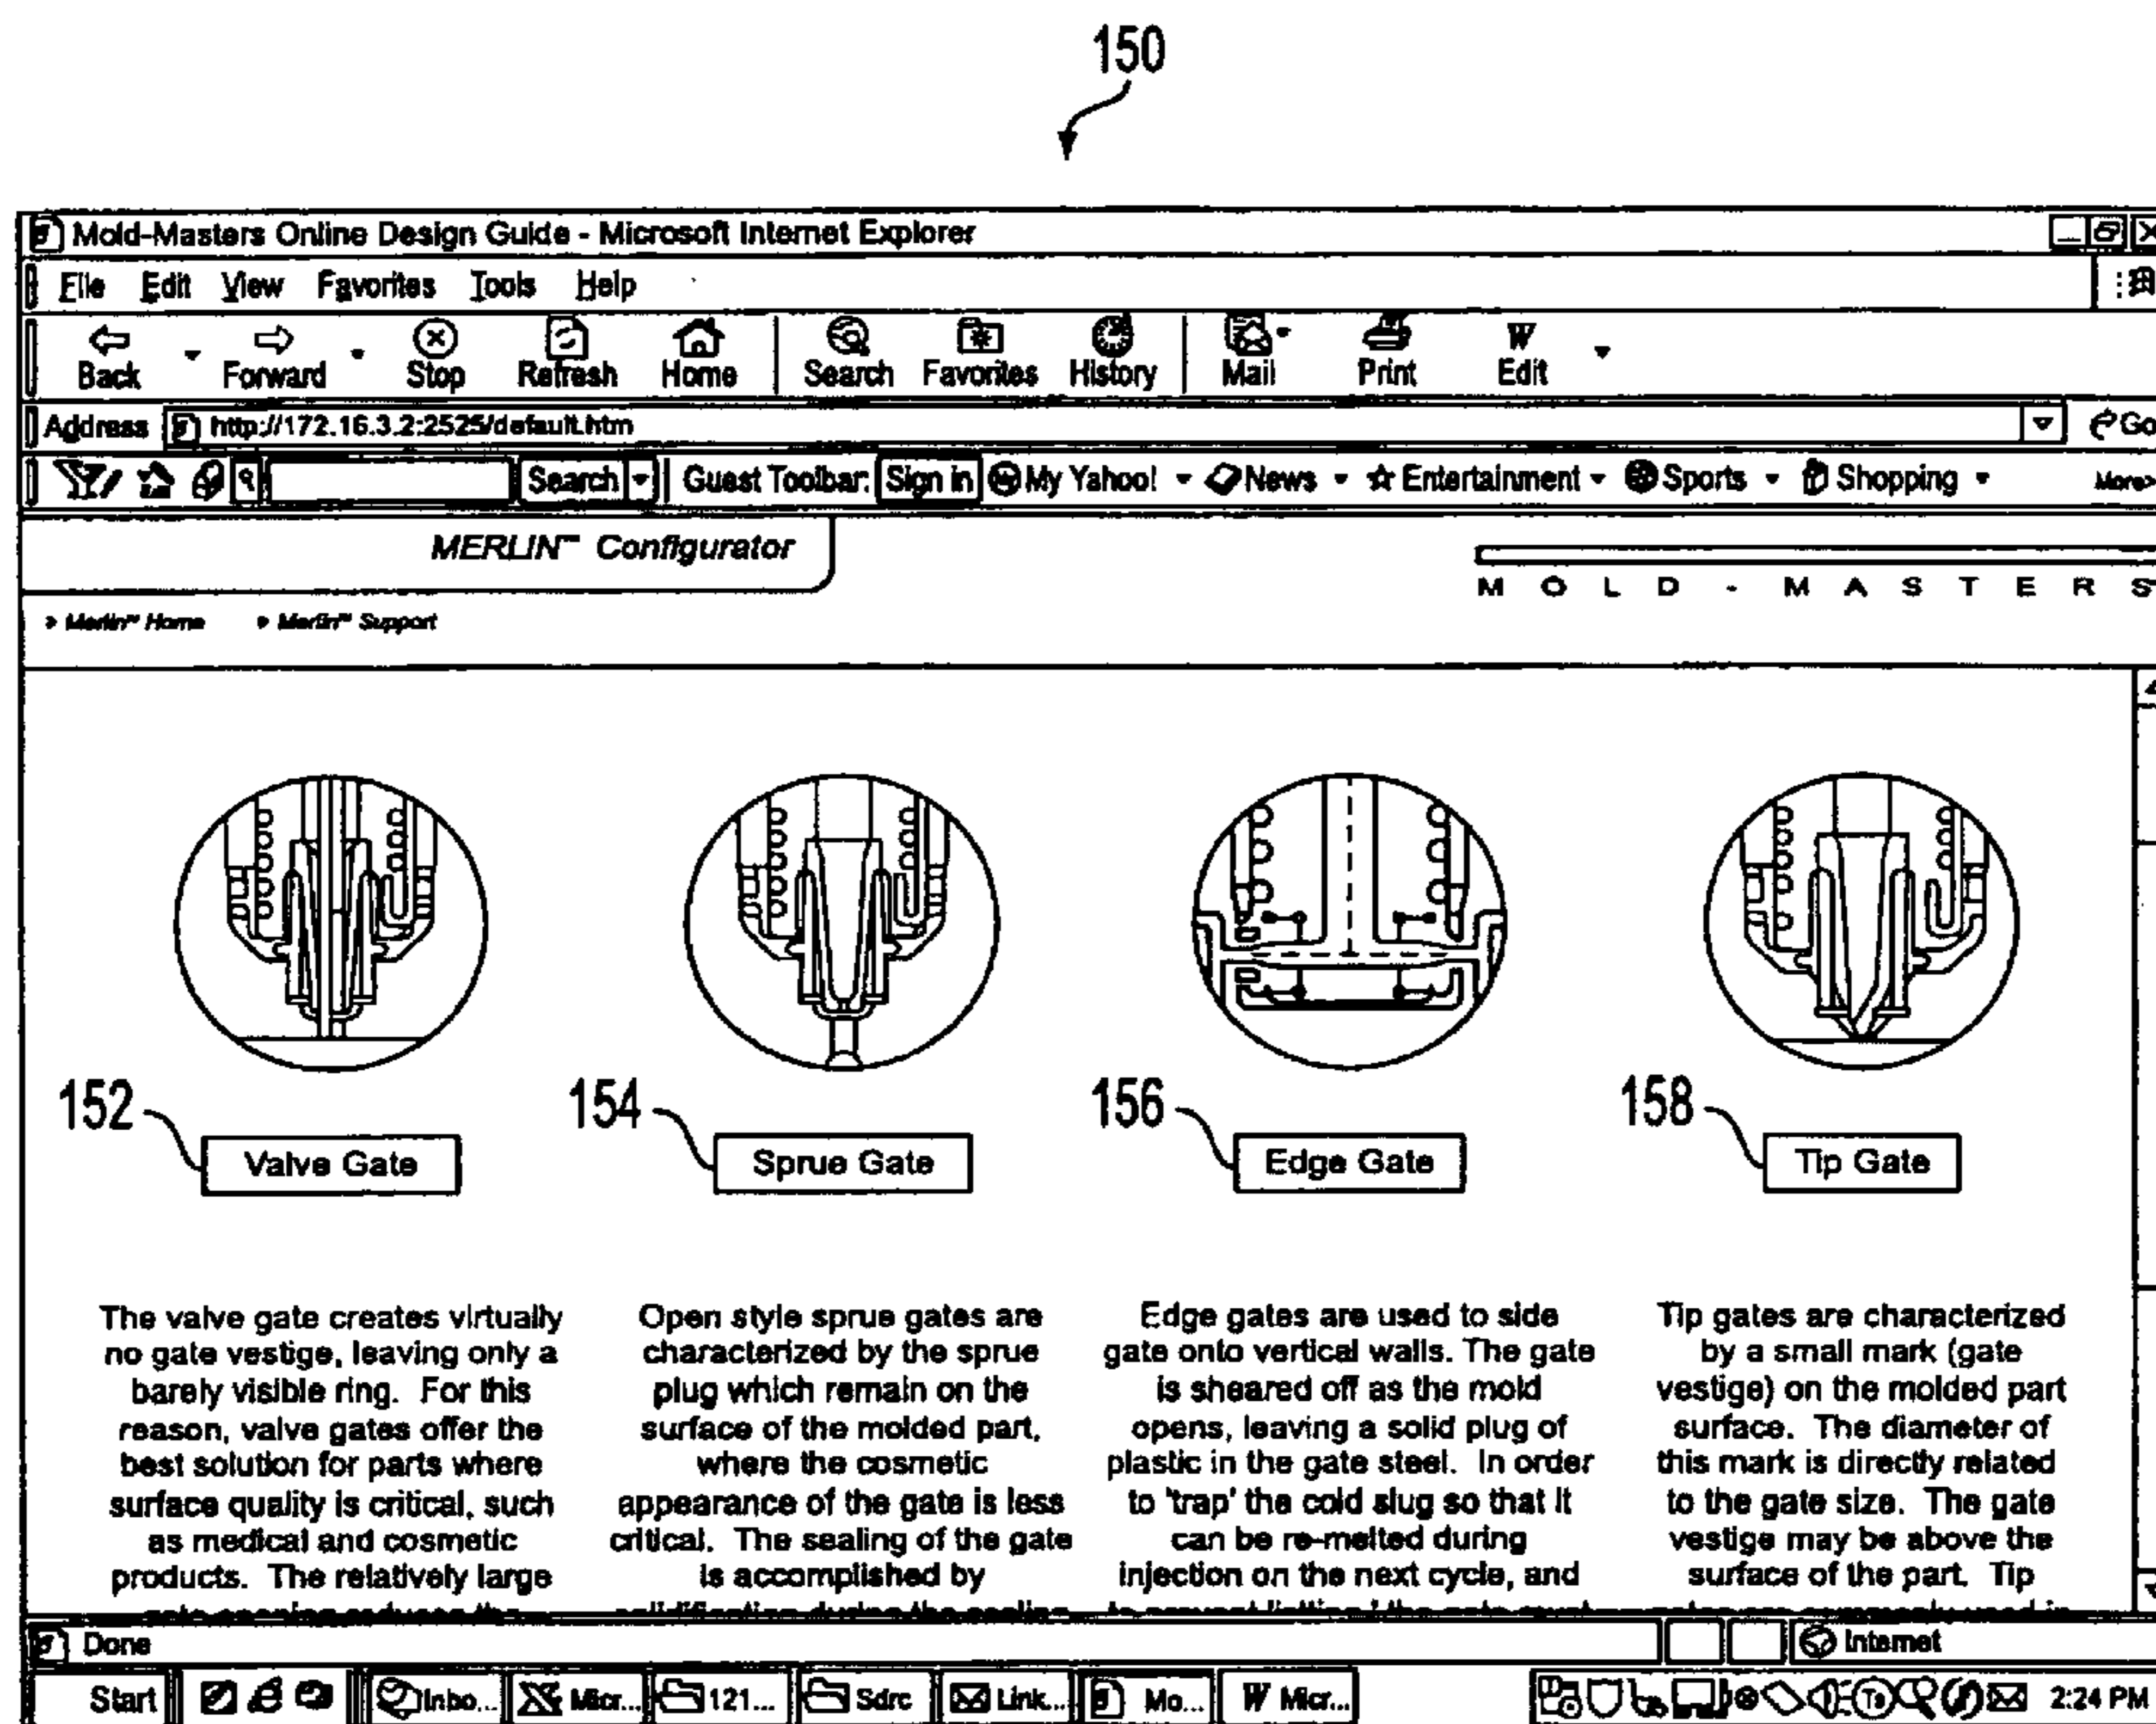 150
Mold-Masters Online Design Guide - Microsoft Internet Explorer
File Edit View Favorites Tools Help
Back Forward Stop Refresh Home Search Favorites History Mail Print Edit
Address http://172.16.3.2:2525/default.htm Go
Search Guest Toolbar: Sign in My Yahoo! News Entertainment Sports Shopping More>
MERLIN™ Configurator
MOLD-MASTERS
Merlin™ Home Merlin™ Support
152 154 156 158
Valve Gate Sprue Gate Edge Gate Tip Gate
The valve gate creates virtually
no gate vestige, leaving only a
barely visible ring. For this
reason, valve gates offer the
best solution for parts where
surface quality is critical, such
as medical and cosmetic
products. The relatively large
Open style sprue gates are
characterized by the sprue
plug which remain on the
surface of the molded part,
where the cosmetic
appearance of the gate is less
critical. The sealing of the gate
is accomplished by
Edge gates are used to side
gate onto vertical walls. The gate
is sheared off as the mold
opens, leaving a solid plug of
plastic in the gate steel. In order
to 'trap' the cold slug so that it
can be re-melted during
injection on the next cycle, and
Tip gates are characterized
by a small mark (gate
vestige) on the molded part
surface. The diameter of
this mark is directly related
to the gate size. The gate
vestige may be above the
surface of the part. Tip
Done Internet
Start Inbo... Micr... 121... Sdrc Link... Mo... W Micr... 2:24 PM